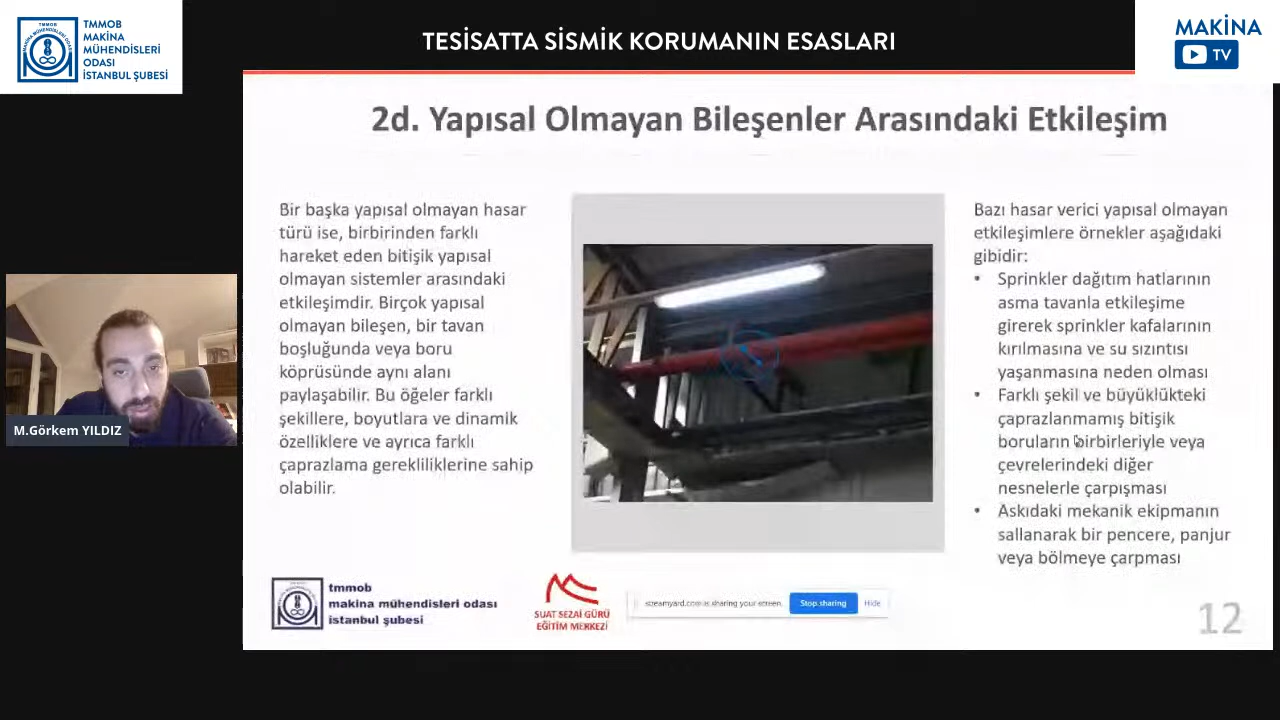 TMMOB
MAKİNA
MÜHENDİSLERİ
ODASI
İSTANBUL ŞUBESİ
TESİSATTA SİSMİK KORUMANIN ESASLARI
MAKİNA
TV
2d. Yapısal Olmayan Bileşenler Arasındaki Etkileşim
Bir başka yapısal olmayan hasar
türü ise, birbirinden farklı
hareket eden bitişik yapısal
olmayan sistemler arasındaki
etkileşimdir. Birçok yapısal
olmayan bileşen, bir tavan
boşluğunda veya boru
köprüsünde aynı alanı
paylaşabilir. Bu öğeler farklı
şekillere, boyutlara ve dinamik
özelliklere ve ayrıca farklı
çaprazlama gerekliliklerine sahip
olabilir.
Bazı hasar verici yapısal olmayan
etkileşimlere örnekler aşağıdaki
gibidir:
• Sprinkler dağıtım hatlarının
asma tavanla etkileşime
girerek sprinkler kafalarının
kırılmasına ve su sızıntısı
yaşanmasına neden olması
• Farklı şekil ve büyüklükteki
çaprazlanmamış bitişik
boruların birbirleriyle veya
çevrelerindeki diğer
nesnelerle çarpışması
• Askıdaki mekanik ekipmanın
sallanarak bir pencere, panjur
veya bölmeye çarpması
M.Görkem YILDIZ
tmmob
makina mühendisleri odası
istanbul şubesi
SUAT SEZAİ GÜRÜ
EĞİTİM MERKEZİ
streamyard.com is sharing your screen.
Stop sharing
Hide
12